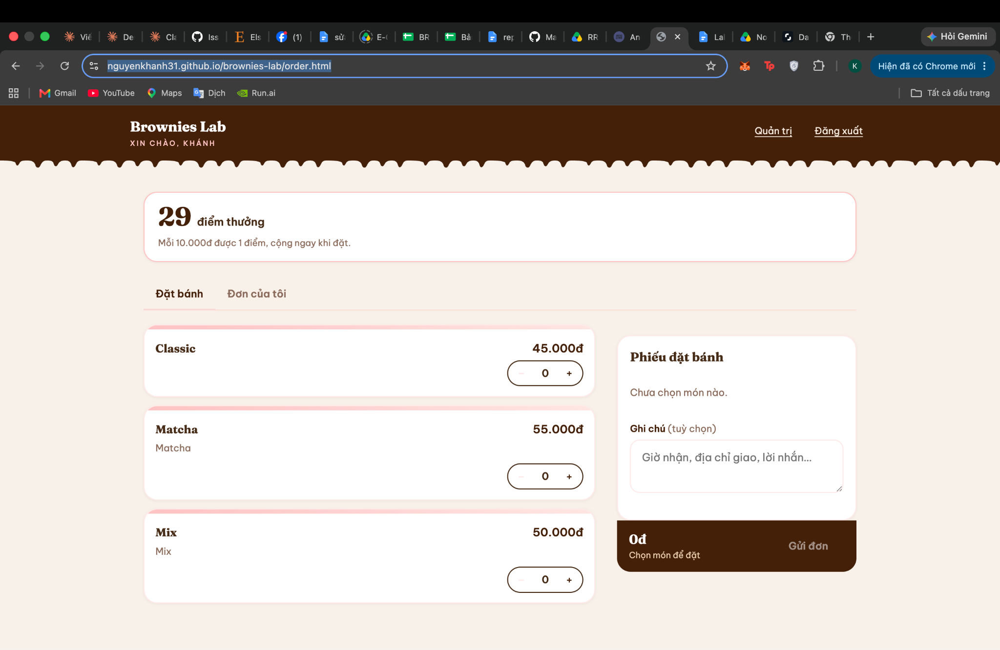 Viê
De
Cla
Iss
Els
(1)
sử
E-
BR
Bả
rep
Ma
RR
An
Lal
No
Da
Th
Hỏi Gemini
nguyenkhanh31.github.io/brownies-lab/order.html
K
Hiện đã có Chrome mới
Gmail
YouTube
Maps
Dịch
Run.ai
Tất cả dấu trang
Brownies Lab
XIN CHÀO, KHÁNH
Quản trị
Đăng xuất
29 điểm thưởng
Mỗi 10.000đ được 1 điểm, cộng ngay khi đặt.
Đặt bánh
Đơn của tôi
Classic
45.000đ
− 0 +
Matcha
55.000đ
Matcha
− 0 +
Mix
50.000đ
Mix
− 0 +
Phiếu đặt bánh
Chưa chọn món nào.
Ghi chú (tuỳ chọn)
Giờ nhận, địa chỉ giao, lời nhắn...
0đ
Chọn món để đặt
Gửi đơn